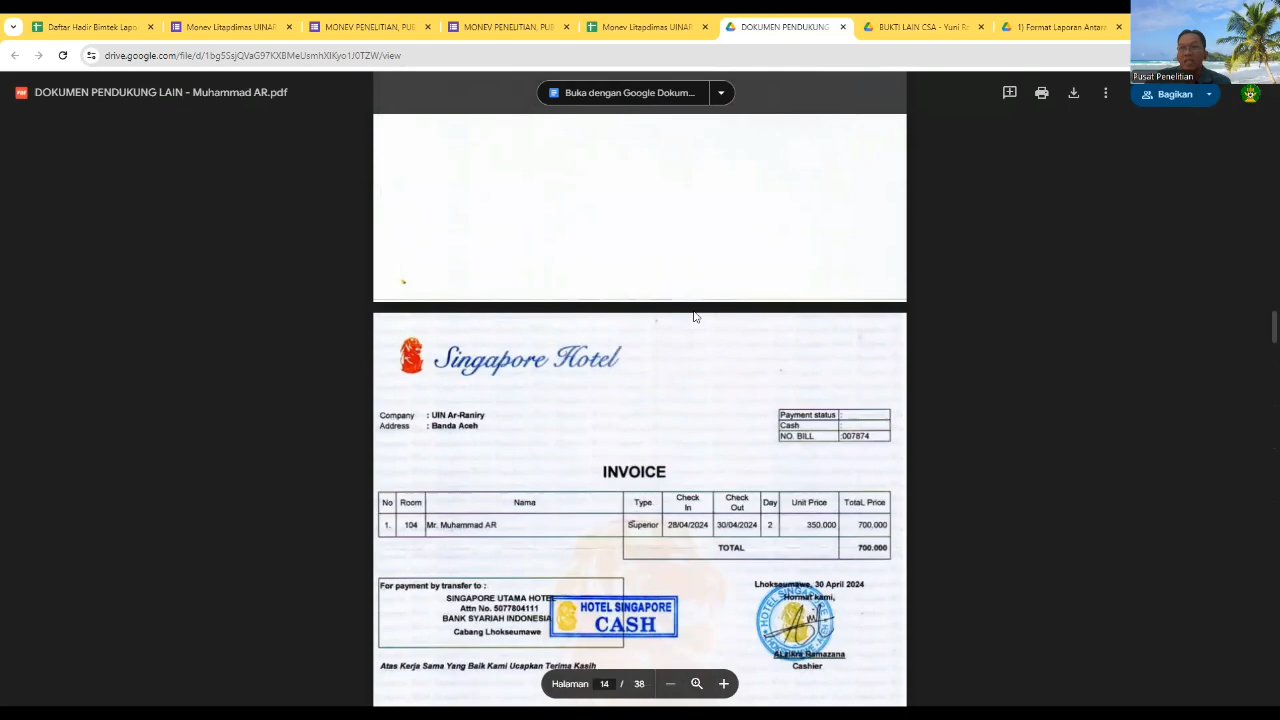 Daftar Hadir Bimtek Lapo
Monev Litapdimas UINAR
MONEV PENELITIAN, PUB
MONEV PENELITIAN, PUB
Monev Litapdimas UINAR
DOKUMEN PENDUKUNG
BUKTI LAIN CSA - Yuni R
1) Format Laporan Antara
drive.google.com/file/d/1bg5SsjQVaG97KXBMeUsmhXIKyo1J0TZW/view
Pusat Penelitian
DOKUMEN PENDUKUNG LAIN - Muhammad AR.pdf
Buka dengan Google Dokum...
Bagikan
Singapore Hotel
Company : UIN Ar-Raniry
Address : Banda Aceh
Payment status :
Cash :
NO. BILL :007874
INVOICE
No Room Nama Type Check In Check Out Day Unit Price TotaL Price
1. 104 Mr. Muhammad AR Superior 28/04/2024 30/04/2024 2 350.000 700.000
TOTAL 700.000
For payment by transfer to :
SINGAPORE UTAMA HOTEL
Attn No. 5077804111
BANK SYARIAH INDONESIA
Cabang Lhokseumawe
HOTEL SINGAPORE
CASH
Lhokseumawe, 30 April 2024
Hormat kami,
Ramazana
Cashier
Atas Kerja Sama Yang Baik Kami Ucapkan Terima Kasih
Halaman 14 / 38